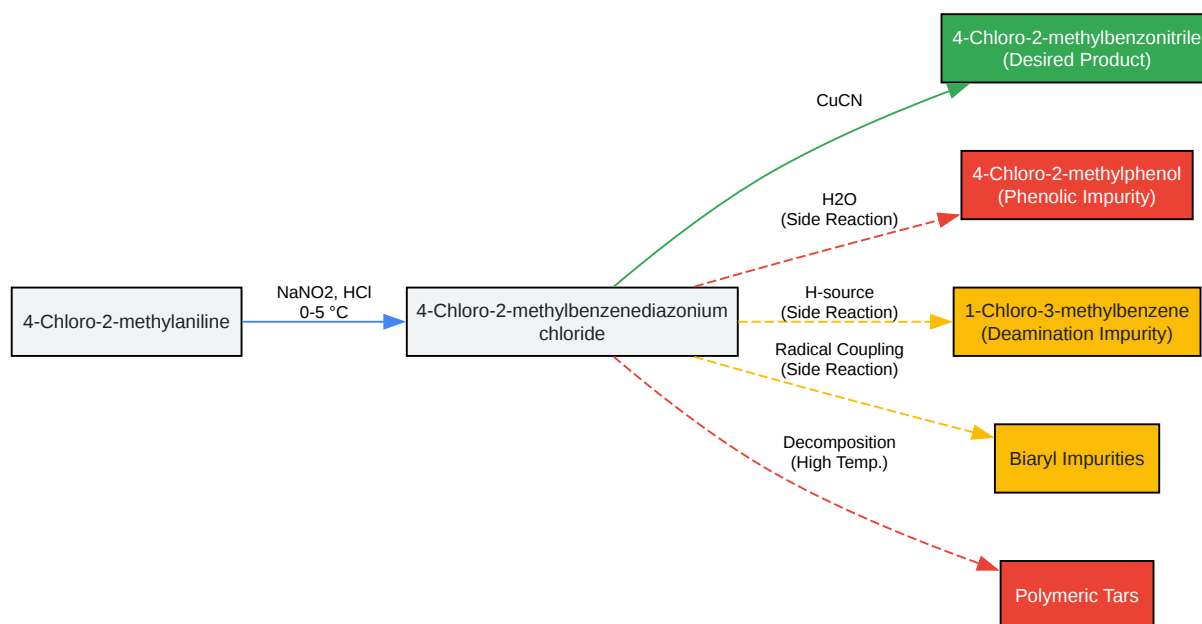 4-Chloro-2-methylbenzonitrile
(Desired Product)
CuCN
4-Chloro-2-methylphenol
(Phenolic Impurity)
H2O
(Side Reaction)
NaNO2, HCl
0-5 °C
4-Chloro-2-methylaniline
4-Chloro-2-methylbenzenediazonium
chloride
H-source
(Side Reaction)
1-Chloro-3-methylbenzene
(Deamination Impurity)
Radical Coupling
(Side Reaction)
Biaryl Impurities
Decomposition
(High Temp.)
Polymeric Tars